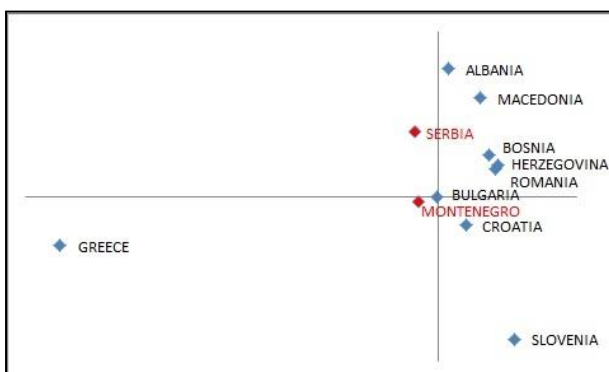 ALBANIA
MACEDONIA
SERBIA
BOSNIA
HERZEGOVINA
ROMANIA
BULGARIA
MONTENEGRO
CROATIA
GREECE
SLOVENIA